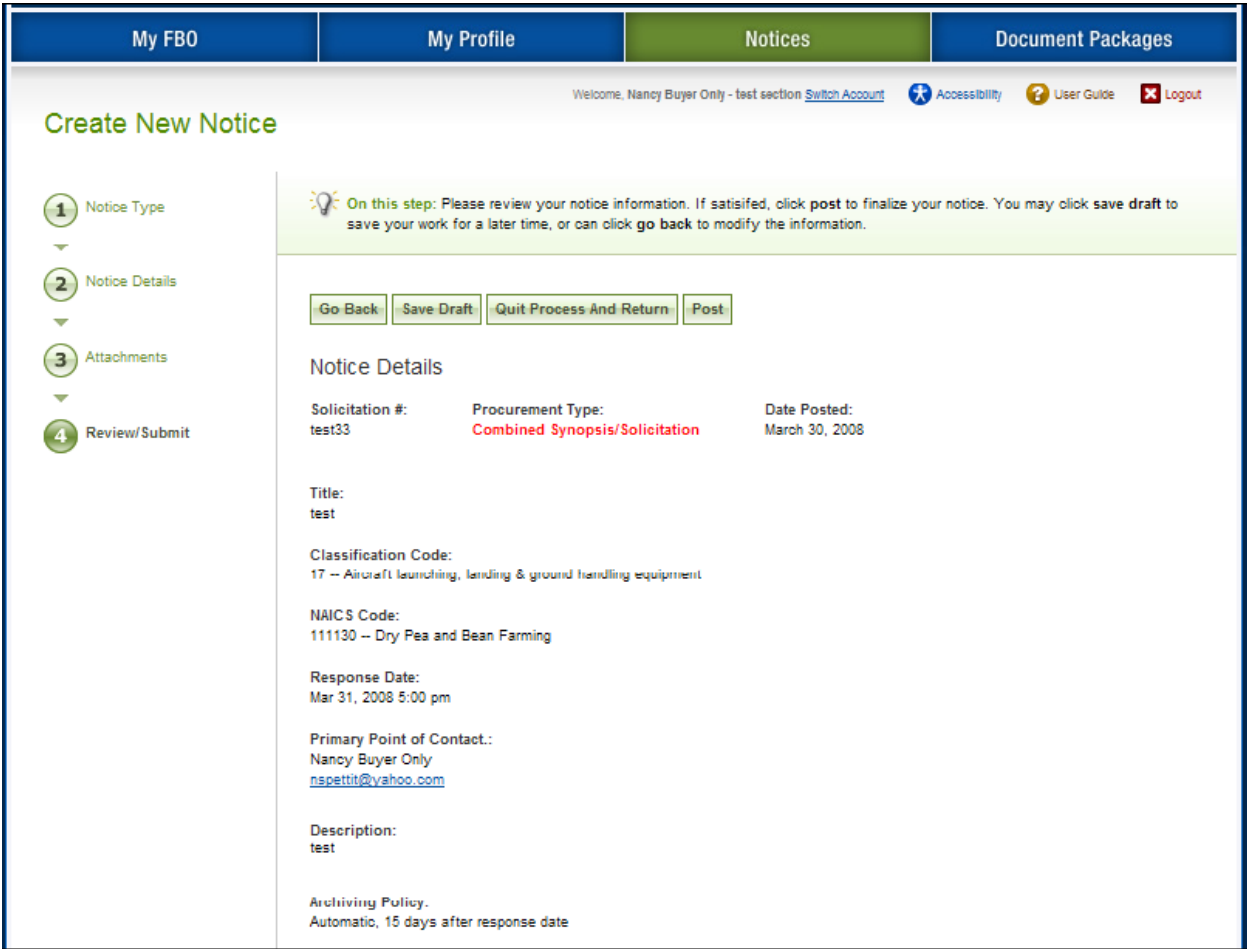 My FBO
My Profile
Notices
Document Packages
Welcome, Nancy Buyer Only - test section Switch Account
Accessibility
User Guide
Logout
Create New Notice
1 Notice Type
2 Notice Details
3 Attachments
4 Review/Submit
On this step: Please review your notice information. If satisifed, click post to finalize your notice. You may click save draft to
save your work for a later time, or can click go back to modify the information.
Go Back
Save Draft
Quit Process And Return
Post
Notice Details
Solicitation #:
test33
Procurement Type:
Combined Synopsis/Solicitation
Date Posted:
March 30, 2008
Title:
test
Classification Code:
17 -- Aircraft launching, landing & ground handling equipment
NAICS Code:
111130 -- Dry Pea and Bean Farming
Response Date:
Mar 31, 2008 5:00 pm
Primary Point of Contact.:
Nancy Buyer Only
nspettit@yahoo.com
Description:
test
Archiving Policy:
Automatic, 15 days after response date